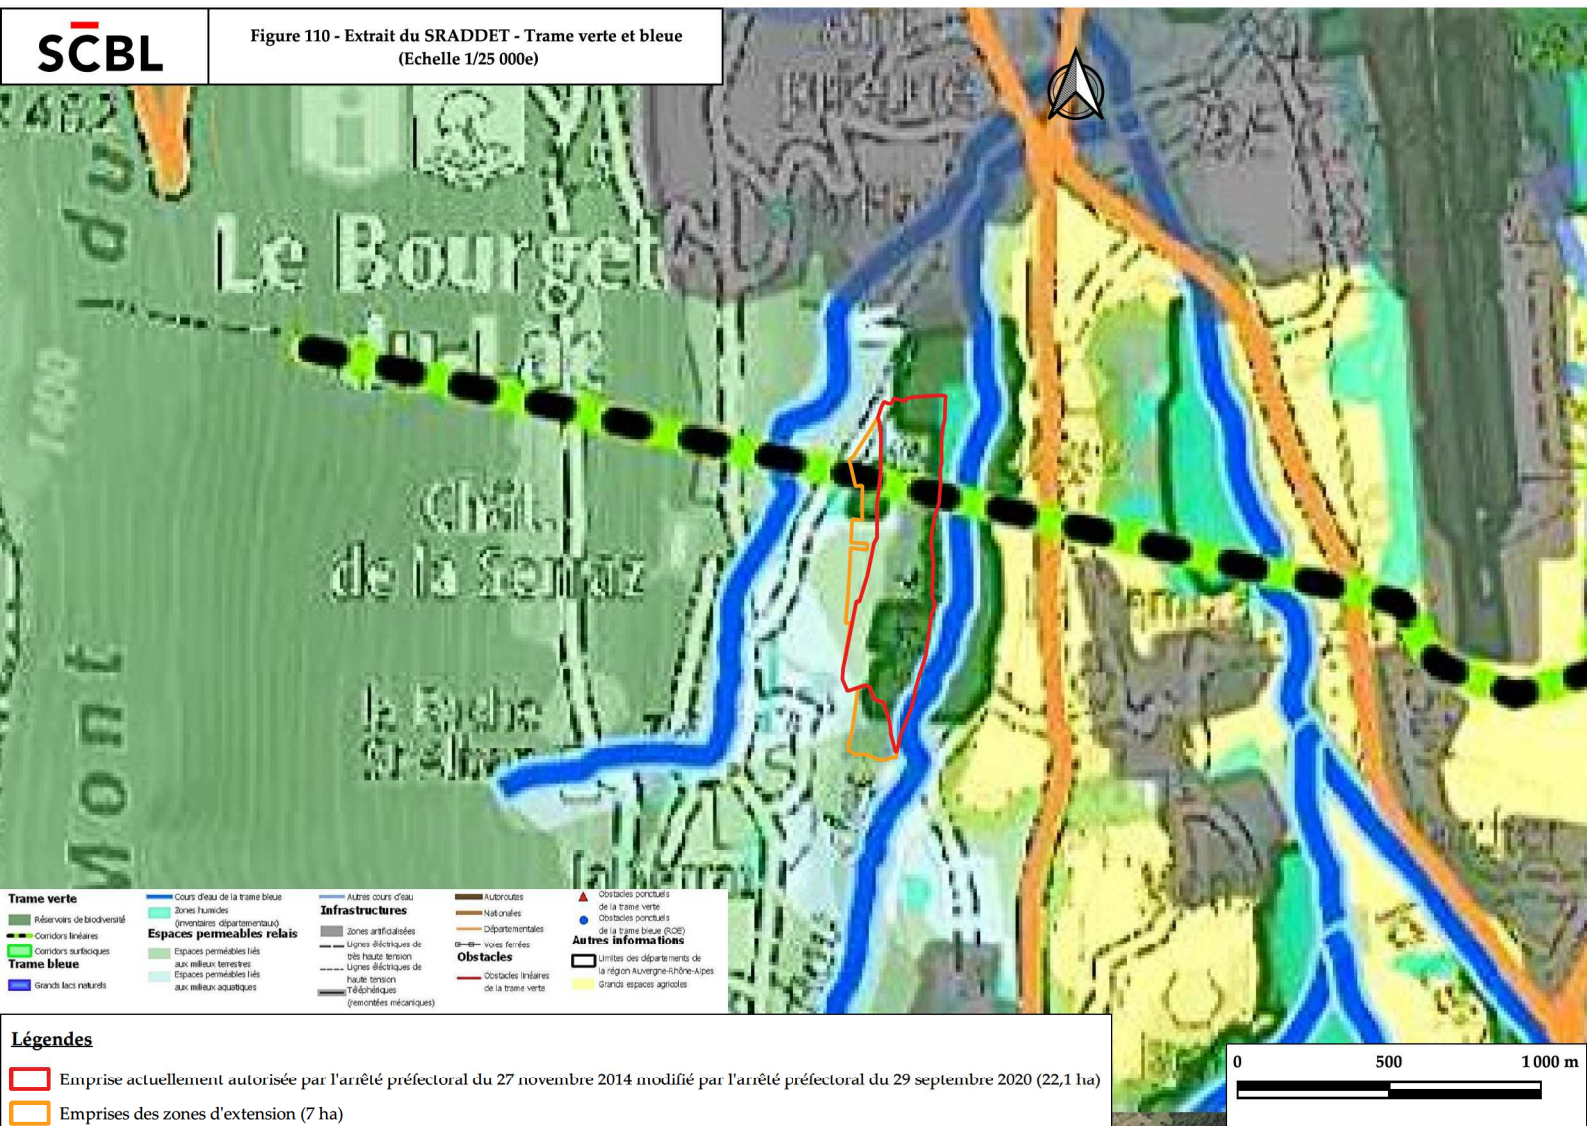 SCBL
Figure 110 - Extrait du SRADDET - Trame verte et bleue
(Echelle 1/25 000e)
du
Le Bourget
du-Lac
Chât.
de la Serraz
Mont
Trame verte
Réservoirs de biodiversité
Corridors linéaires
Corridors surfaciques
Trame bleue
Grands lacs naturels
Cours d'eau de la trame bleue
Zones humides
(inventaires départementaux)
Espaces permeables relais
Espaces perméables liés
aux milieux terrestres
Espaces perméables liés
aux milieux aquatiques
Autres cours d'eau
Infrastructures
Zones artificialisées
Lignes électriques de
très haute tension
Lignes électriques de
haute tension
Téléphériques
(remontées mécaniques)
Autoroutes
Nationales
Départementales
Voies ferrées
Obstacles
Obstacles linéaires
de la trame verte
Obstacles ponctuels
de la trame verte
Obstacles ponctuels
de la trame bleue (ROE)
Autres informations
Limites des départements de
la région Auvergne-Rhône-Alpes
Grands espaces agricoles
Légendes
Emprise actuellement autorisée par l'arrêté préfectoral du 27 novembre 2014 modifié par l'arrêté préfectoral du 29 septembre 2020 (22,1 ha)
Emprises des zones d'extension (7 ha)
0 500 1 000 m